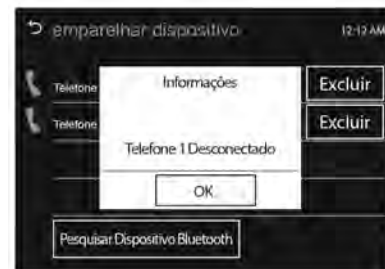 emparelhar dispositivo 12:12 AM
Informações
Telefone Excluir
Telefone Excluir
Telefone 1 Desconectado
OK
Pesquisar Dispositivo Bluetooth